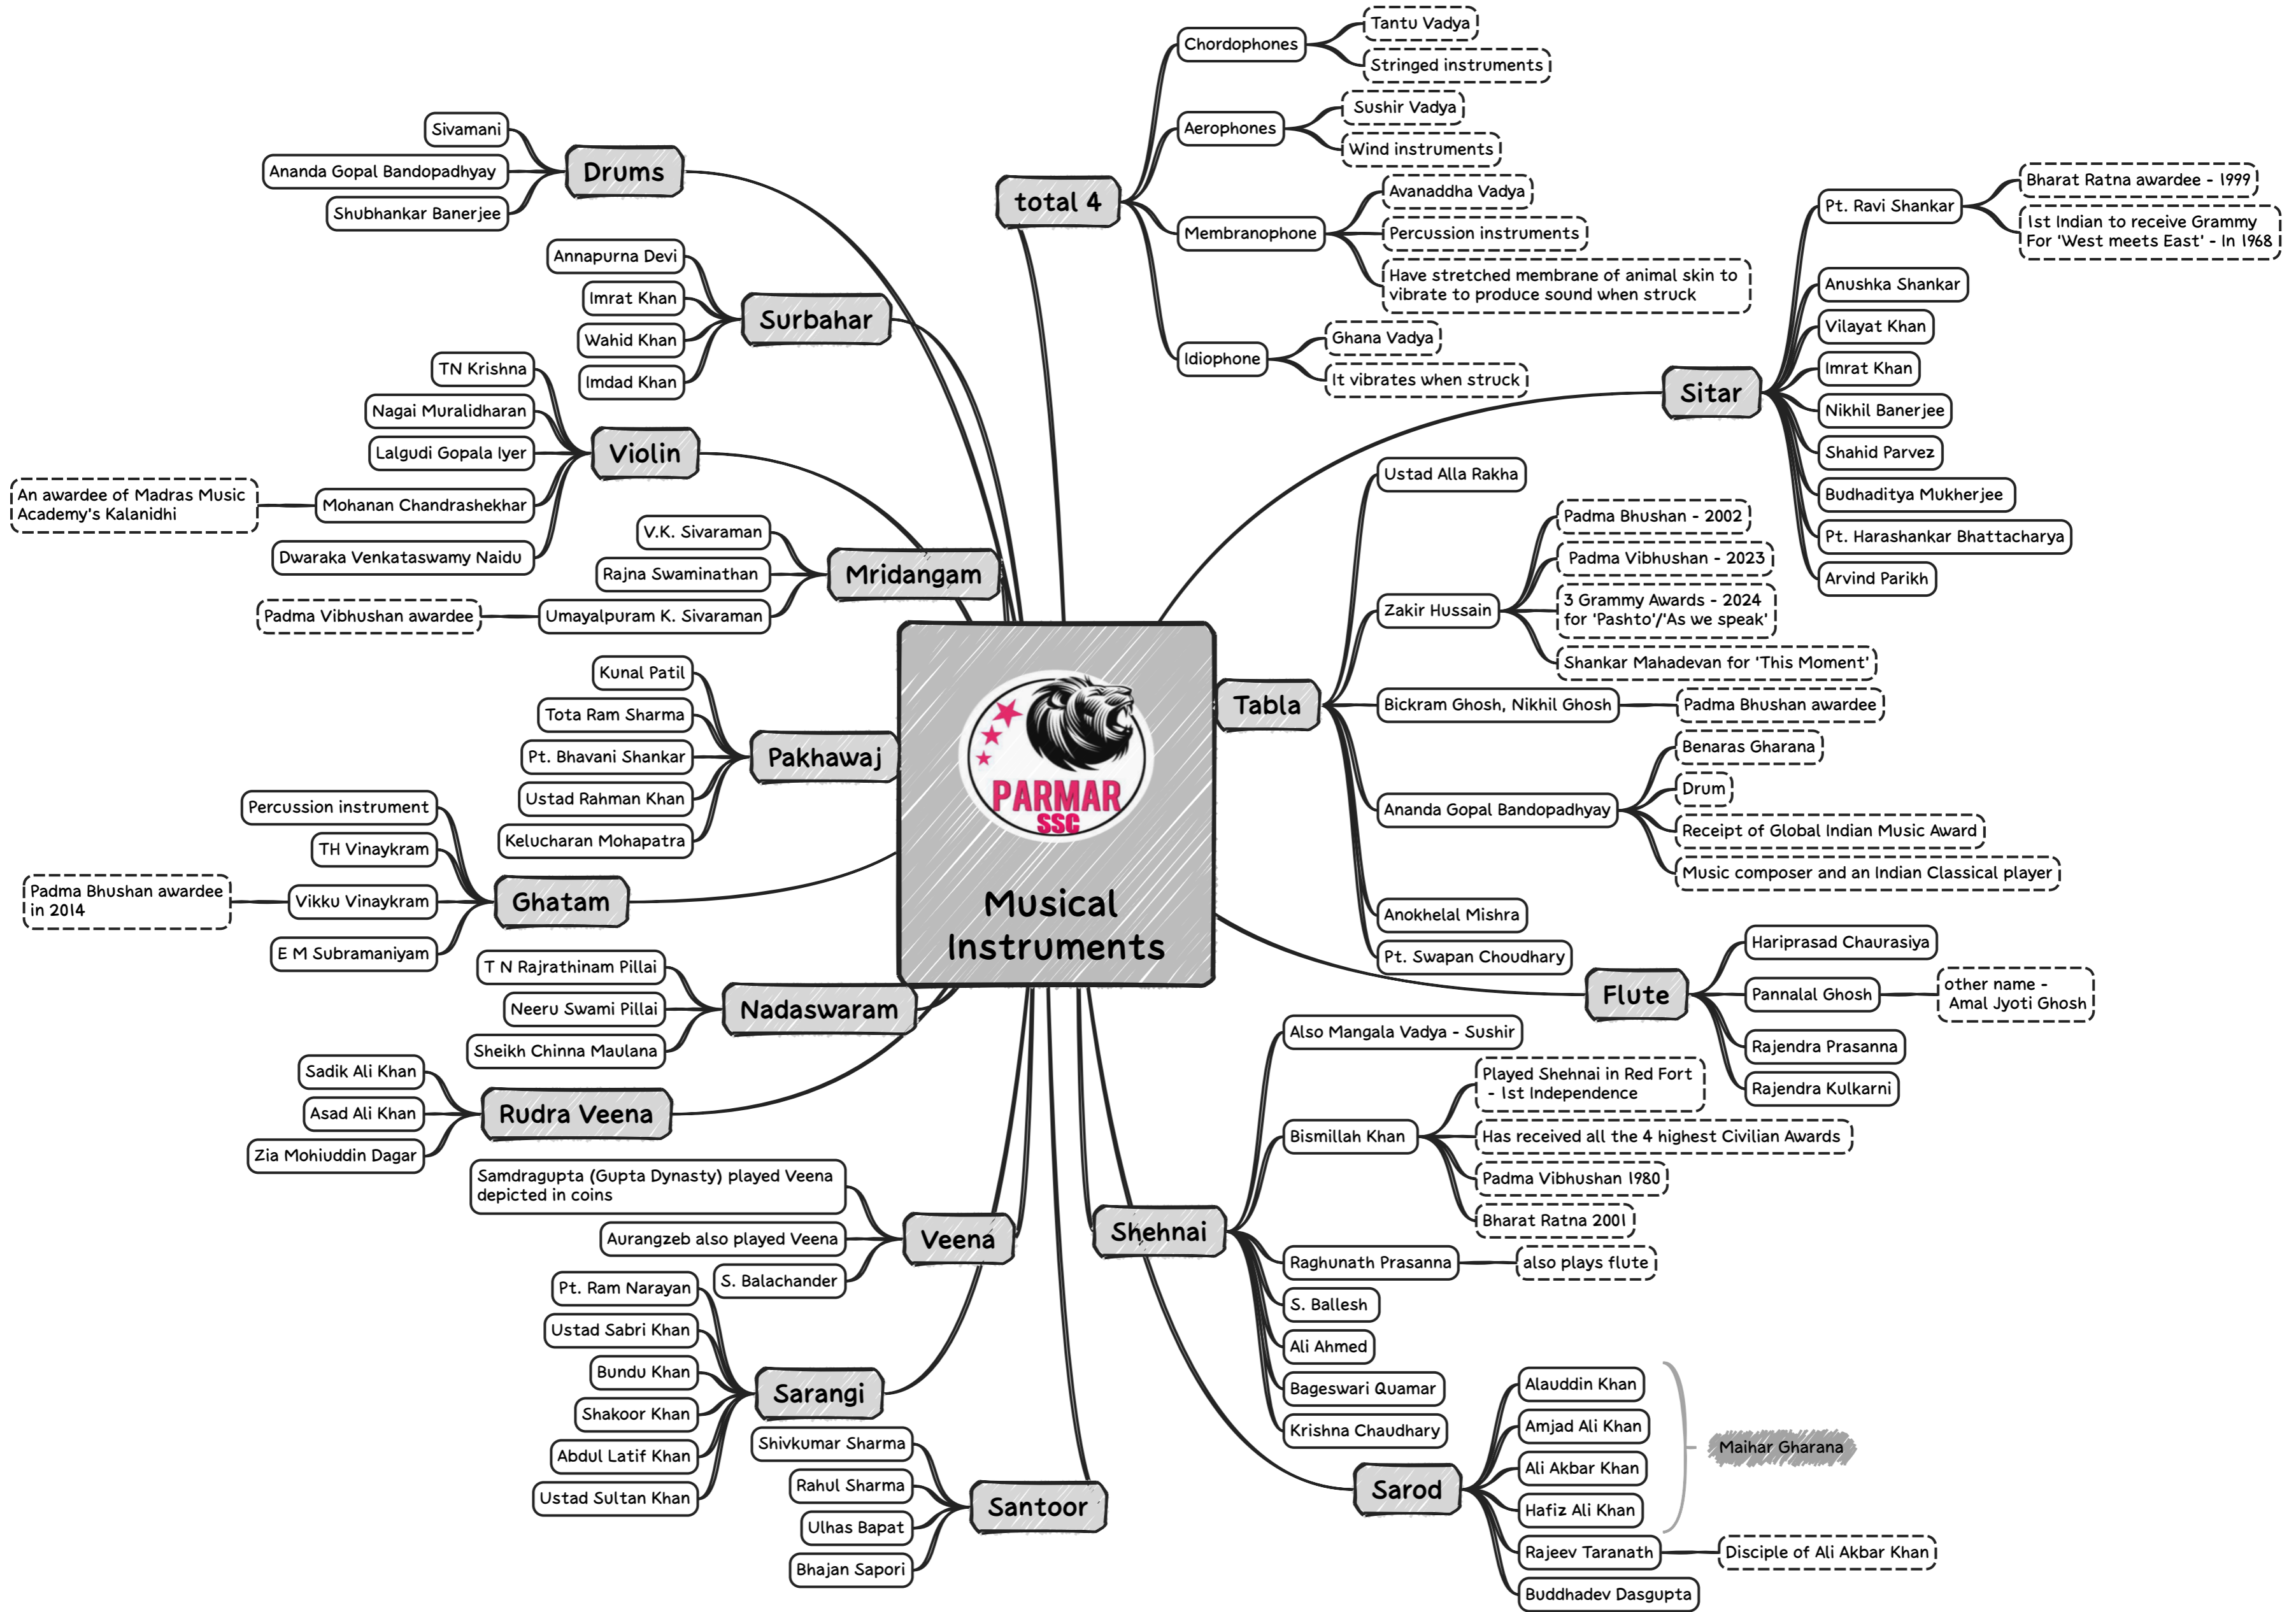 Musical
Instruments
PARMAR
SSC
total 4
Chordophones
Tantu Vadya
Stringed instruments
Aerophones
Sushir Vadya
Wind instruments
Membranophone
Avanaddha Vadya
Percussion instruments
Have stretched membrane of animal skin to
vibrate to produce sound when struck
Idiophone
Ghana Vadya
It vibrates when struck
Sitar
Pt. Ravi Shankar
Bharat Ratna awardee - 1999
1st Indian to receive Grammy
For 'West meets East' - In 1968
Anushka Shankar
Vilayat Khan
Imrat Khan
Nikhil Banerjee
Shahid Parvez
Budhaditya Mukherjee
Pt. Harashankar Bhattacharya
Arvind Parikh
Tabla
Ustad Alla Rakha
Zakir Hussain
Padma Bhushan - 2002
Padma Vibhushan - 2023
3 Grammy Awards - 2024
for 'Pashto'/'As we speak'
Shankar Mahadevan for 'This Moment'
Bickram Ghosh, Nikhil Ghosh
Padma Bhushan awardee
Ananda Gopal Bandopadhyay
Benaras Gharana
Drum
Receipt of Global Indian Music Award
Music composer and an Indian Classical player
Anokhelal Mishra
Pt. Swapan Choudhary
Flute
Hariprasad Chaurasiya
Pannalal Ghosh
other name -
Amal Jyoti Ghosh
Rajendra Prasanna
Rajendra Kulkarni
Shehnai
Also Mangala Vadya - Sushir
Bismillah Khan
Played Shehnai in Red Fort
- 1st Independence
Has received all the 4 highest Civilian Awards
Padma Vibhushan 1980
Bharat Ratna 2001
Raghunath Prasanna
also plays flute
S. Ballesh
Ali Ahmed
Bageswari Quamar
Krishna Chaudhary
Sarod
Alauddin Khan
Amjad Ali Khan
Ali Akbar Khan
Hafiz Ali Khan
Maihar Gharana
Rajeev Taranath
Disciple of Ali Akbar Khan
Buddhadev Dasgupta
Drums
Sivamani
Ananda Gopal Bandopadhyay
Shubhankar Banerjee
Surbahar
Annapurna Devi
Imrat Khan
Wahid Khan
Imdad Khan
Violin
TN Krishna
Nagai Muralidharan
Lalgudi Gopala Iyer
Mohanan Chandrashekhar
An awardee of Madras Music
Academy's Kalanidhi
Dwaraka Venkataswamy Naidu
Mridangam
V.K. Sivaraman
Rajna Swaminathan
Umayalpuram K. Sivaraman
Padma Vibhushan awardee
Pakhawaj
Kunal Patil
Tota Ram Sharma
Pt. Bhavani Shankar
Ustad Rahman Khan
Kelucharan Mohapatra
Ghatam
Percussion instrument
TH Vinaykram
Vikku Vinaykram
Padma Bhushan awardee
in 2014
E M Subramaniyam
Nadaswaram
T N Rajrathinam Pillai
Neeru Swami Pillai
Sheikh Chinna Maulana
Rudra Veena
Sadik Ali Khan
Asad Ali Khan
Zia Mohiuddin Dagar
Veena
Samdragupta (Gupta Dynasty) played Veena
depicted in coins
Aurangzeb also played Veena
S. Balachander
Sarangi
Pt. Ram Narayan
Ustad Sabri Khan
Bundu Khan
Shakoor Khan
Abdul Latif Khan
Ustad Sultan Khan
Santoor
Shivkumar Sharma
Rahul Sharma
Ulhas Bapat
Bhajan Sapori